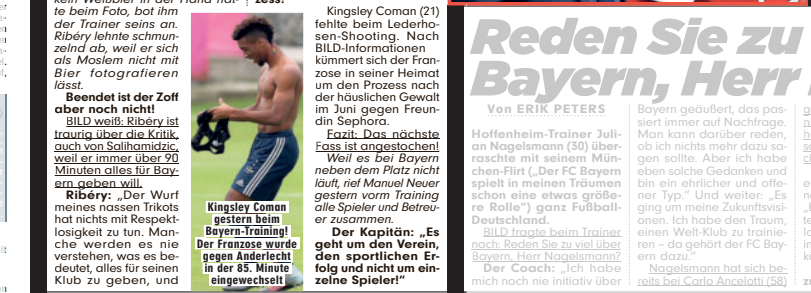 te beim Foto, bot ihm
der Trainer seins an.
Ribéry lehnte schmun-
zelnd ab, weil er sich
als Moslem nicht mit
Bier fotografieren
lässt.
Beendet ist der Zoff
aber noch nicht!
BILD weiß: Ribéry ist
traurig über die Kritik,
auch von Salihamidzic,
weil er immer über 90
Minuten alles für Bay-
ern geben will.
Ribéry: „Der Wurf
meines nassen Trikots
hat nichts mit Respekt-
losigkeit zu tun. Man-
che werden es nie
verstehen, was es be-
deutet, alles für seinen
Klub zu geben, und
Kingsley Coman
gestern beim
Bayern-Training!
Der Franzose wurde
gegen Anderlecht
in der 85. Minute
eingewechselt
Kingsley Coman (21)
fehlte beim Lederho-
sen-Shooting. Nach
BILD-Informationen
kümmert sich der Fran-
zose in seiner Heimat
um den Prozess nach
der häuslichen Gewalt
im Juni gegen Freun-
din Sephora.
Fazit: Das nächste
Fass ist angestochen!
Weil es bei Bayern
neben dem Platz nicht
läuft, rief Manuel Neuer
gestern vorm Training
alle Spieler und Betreu-
er zusammen.
Der Kapitän: „Es
geht um den Verein,
den sportlichen Er-
folg und nicht um ein-
zelne Spieler!“
Reden Sie zu
Bayern, Herr
Von ERIK PETERS
Hoffenheim-Trainer Juli-
an Nagelsmann (30) über-
raschte mit seinem Mün-
chen-Flirt („Der FC Bayern
spielt in meinen Träumen
schon eine etwas größe-
re Rolle“) ganz Fußball-
Deutschland.
BILD fragte beim Trainer
nach: Reden Sie zu viel über
Bayern, Herr Nagelsmann?
Der Coach: „Ich habe
mich noch nie initiativ über
Bayern geäußert, das pas-
siert immer auf Nachfrage.
Man kann darüber reden,
ob ich nichts mehr dazu sa-
gen sollte. Aber ich habe
eben solche Gedanken und
bin ein ehrlicher und offe-
ner Typ.“ Und weiter: „Es
ging um meine Zukunftsvisi-
onen. Ich habe den Traum,
einen Welt-Klub zu trainie-
ren – da gehört der FC Bay-
ern dazu.“
Nagelsmann hat sich be-
reits bei Carlo Ancelotti (58)